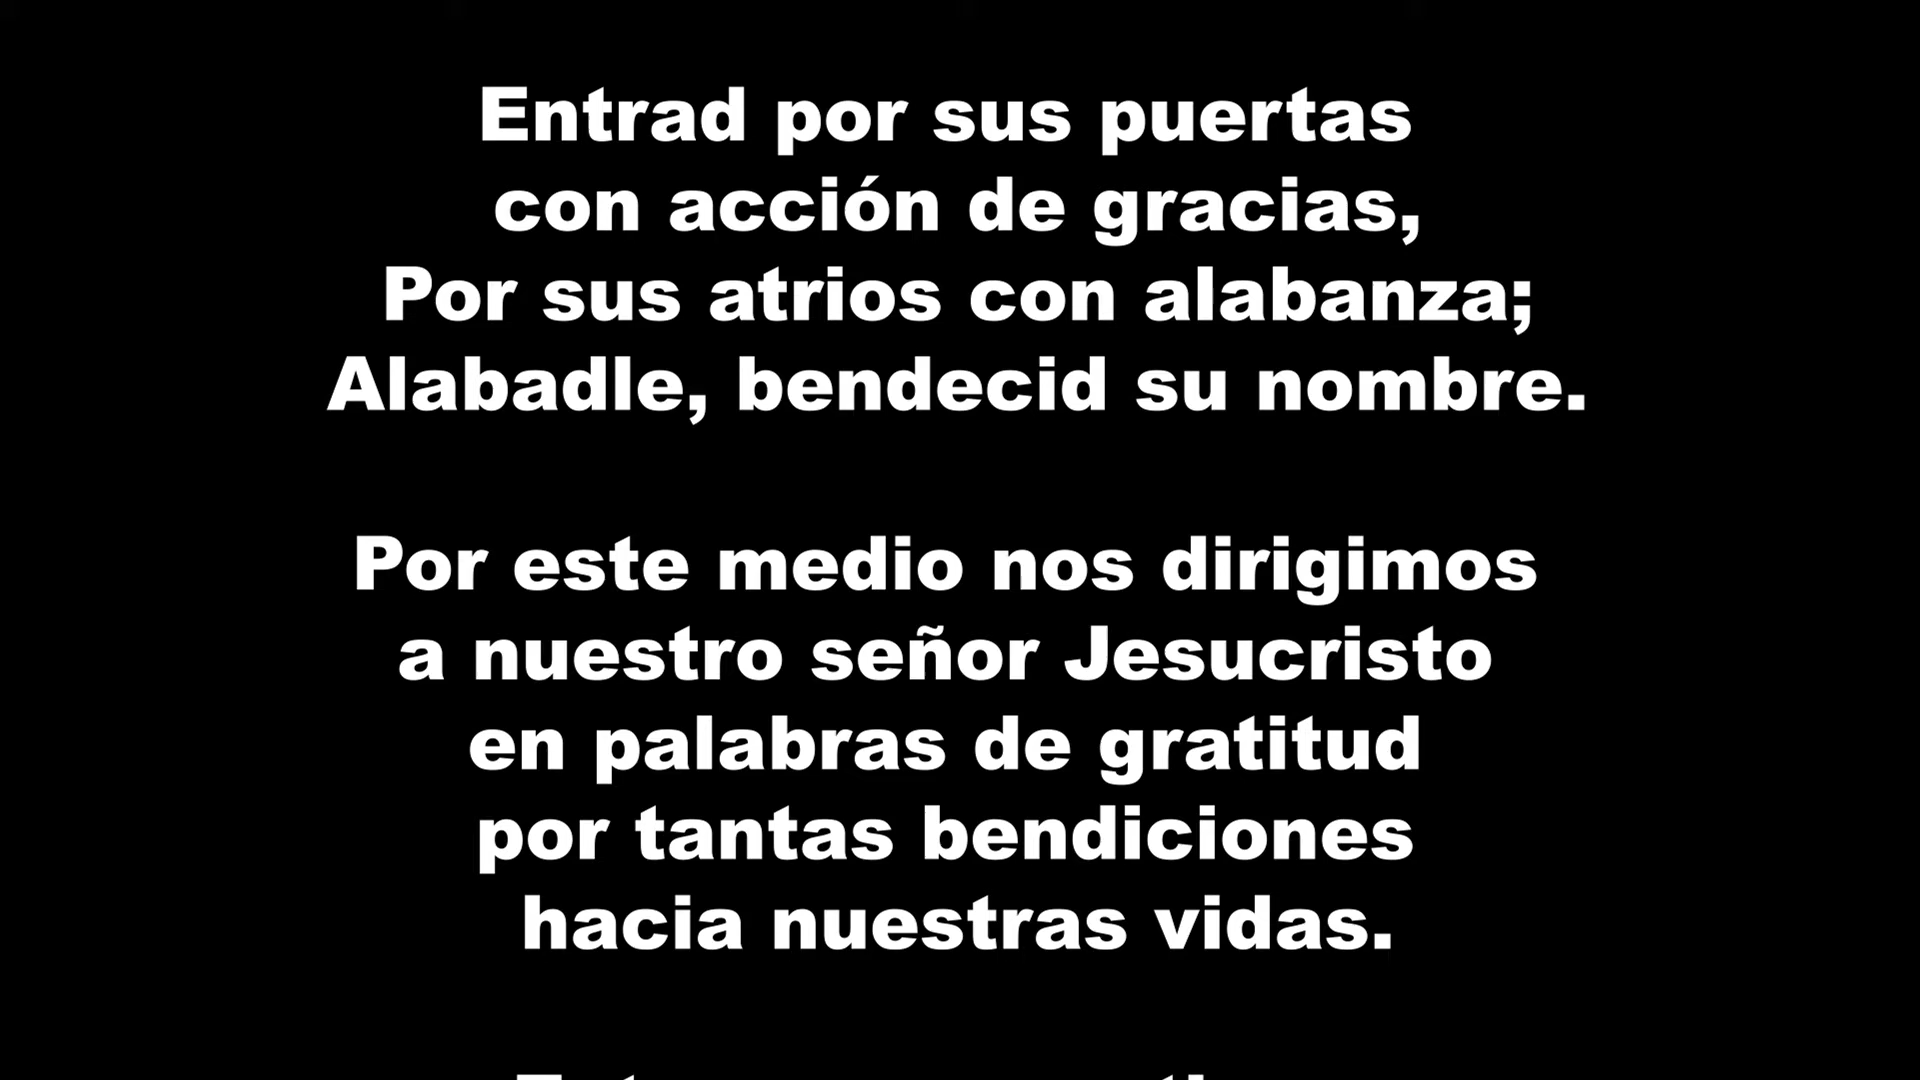 Entrad por sus puertas
con acción de gracias,
Por sus atrios con alabanza;
Alabadle, bendecid su nombre.
Por este medio nos dirigimos
a nuestro señor Jesucristo
en palabras de gratitud
por tantas bendiciones
hacia nuestras vidas.